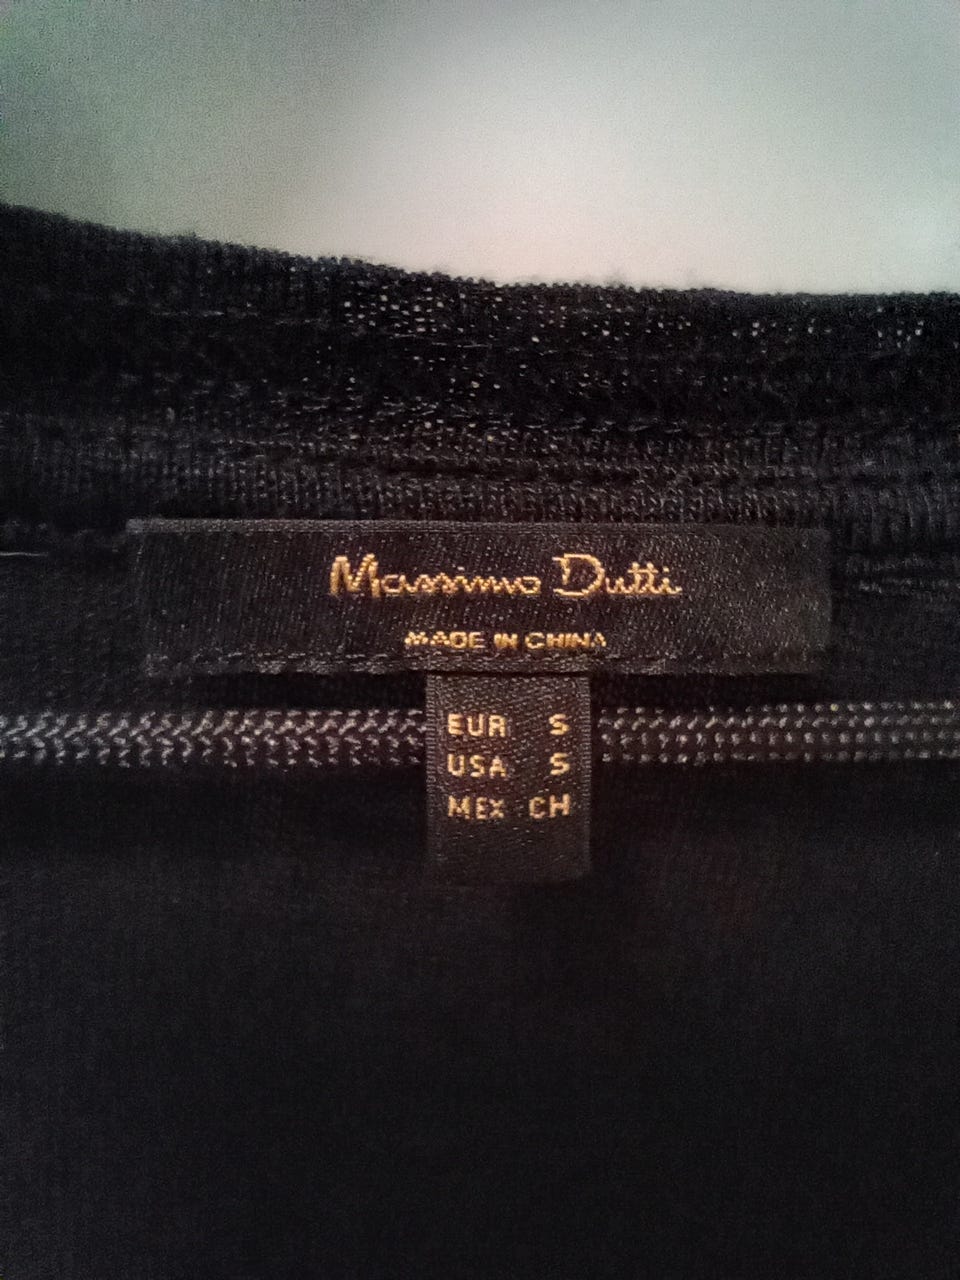 Massimo Dutti
MADE IN CHINA
EUR S
USA S
MEX CH